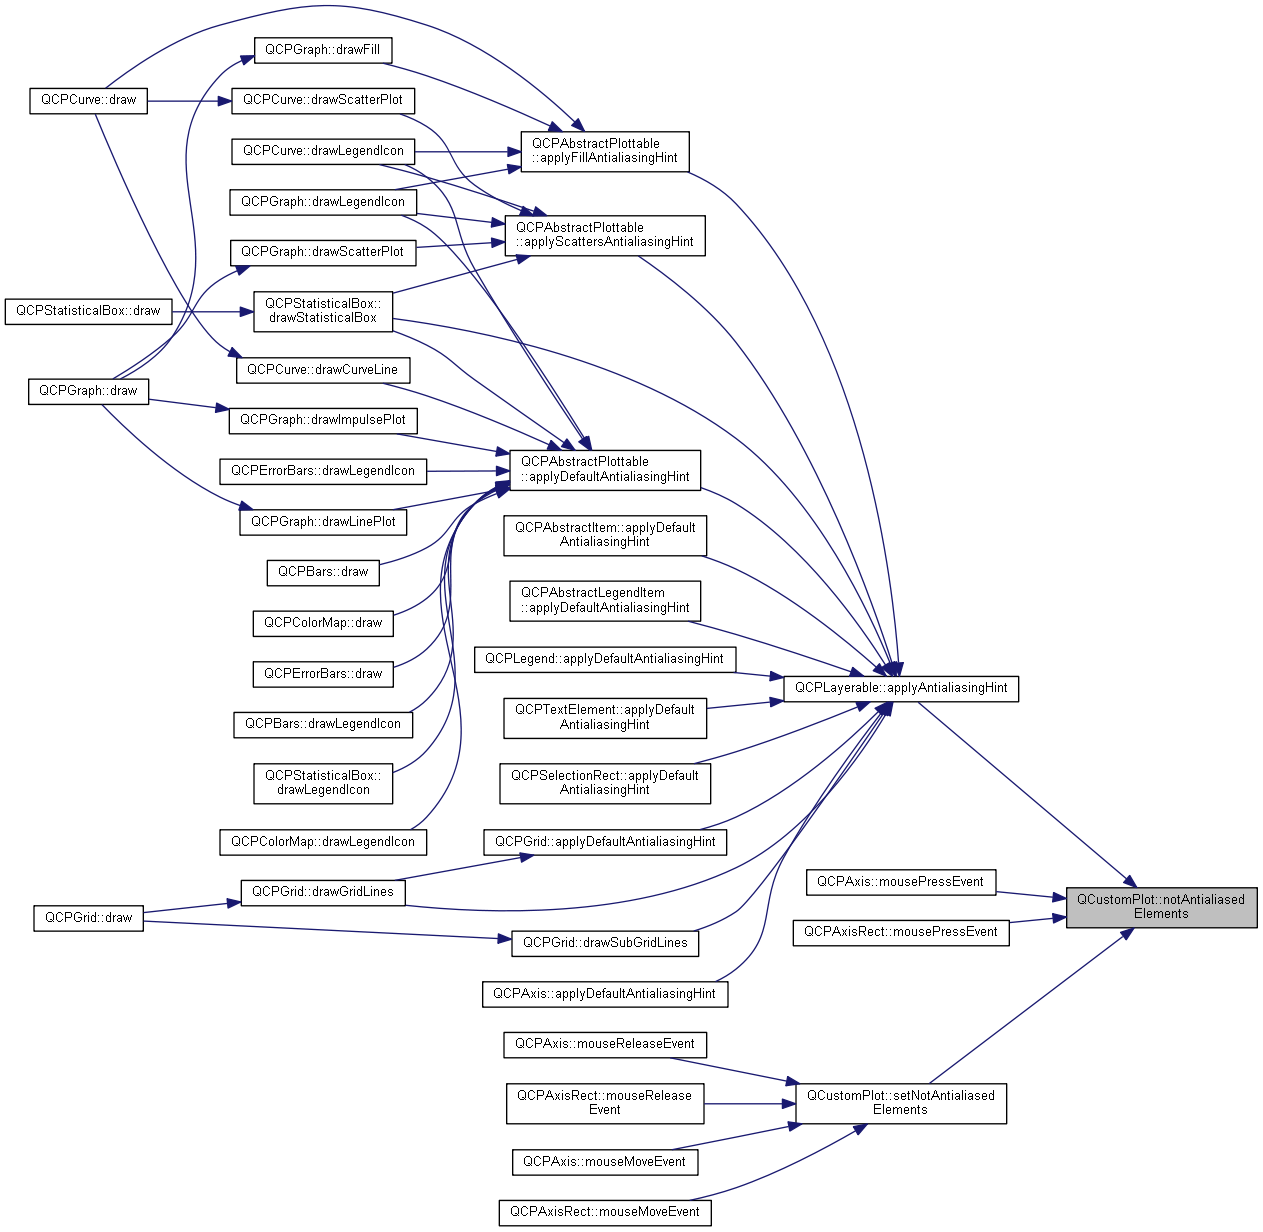 QCPGraph::drawFill
QCPCurve::draw
QCPCurve::drawScatterPlot
QCPCurve::drawLegendIcon
QCPAbstractPlottable
::applyFillAntialiasingHint
QCPGraph::drawLegendIcon
QCPAbstractPlottable
::applyScattersAntialiasingHint
QCPGraph::drawScatterPlot
QCPStatisticalBox::draw
QCPStatisticalBox::
drawStatisticalBox
QCPCurve::drawCurveLine
QCPGraph::draw
QCPGraph::drawImpulsePlot
QCPErrorBars::drawLegendIcon
QCPAbstractPlottable
::applyDefaultAntialiasingHint
QCPGraph::drawLinePlot
QCPAbstractItem::applyDefault
AntialiasingHint
QCPBars::draw
QCPAbstractLegendItem
::applyDefaultAntialiasingHint
QCPColorMap::draw
QCPLegend::applyDefaultAntialiasingHint
QCPErrorBars::draw
QCPLayerable::applyAntialiasingHint
QCPTextElement::applyDefault
AntialiasingHint
QCPBars::drawLegendIcon
QCPSelectionRect::applyDefault
AntialiasingHint
QCPStatisticalBox::
drawLegendIcon
QCPColorMap::drawLegendIcon
QCPGrid::applyDefaultAntialiasingHint
QCPGrid::drawGridLines
QCPAxis::mousePressEvent
QCustomPlot::notAntialiased
Elements
QCPGrid::draw
QCPAxisRect::mousePressEvent
QCPGrid::drawSubGridLines
QCPAxis::applyDefaultAntialiasingHint
QCPAxis::mouseReleaseEvent
QCPAxisRect::mouseRelease
Event
QCustomPlot::setNotAntialiased
Elements
QCPAxis::mouseMoveEvent
QCPAxisRect::mouseMoveEvent